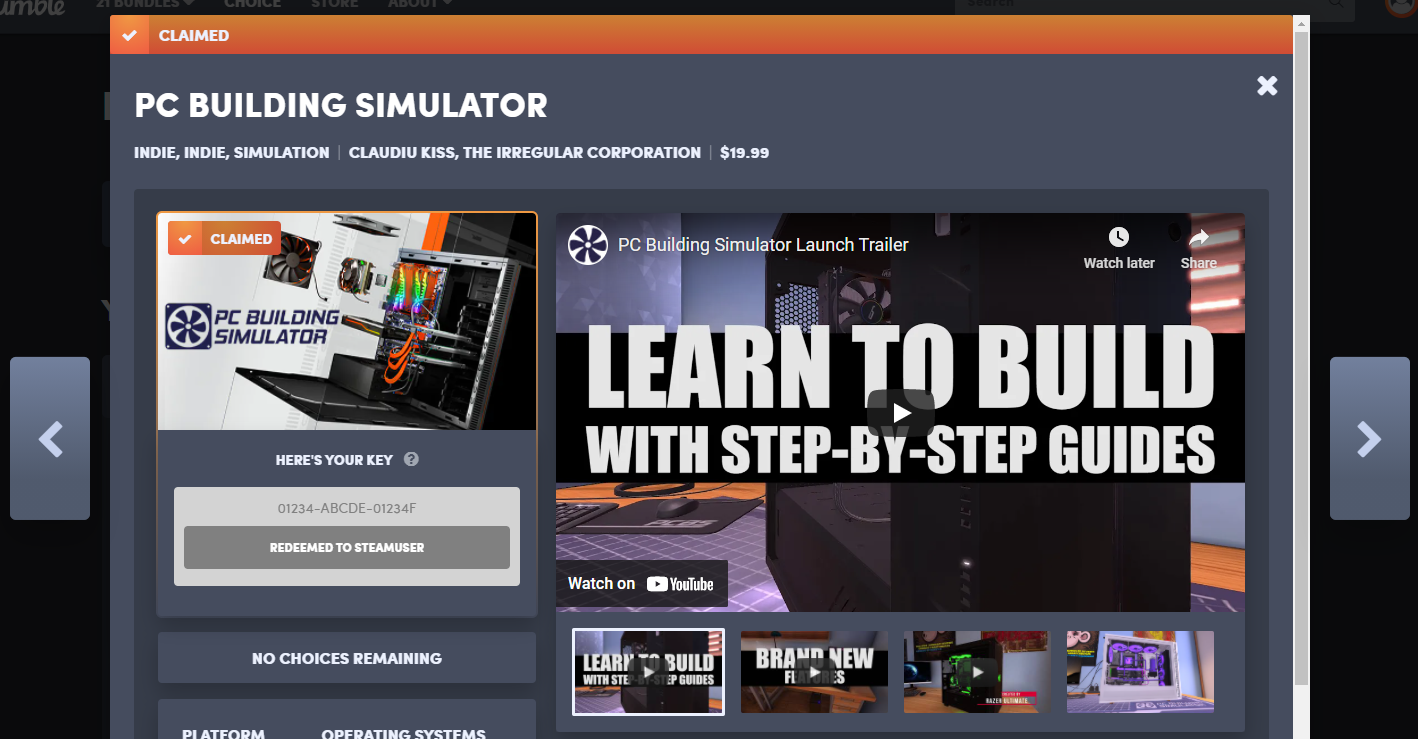 umble
21 BUNDLES
CHOICE
STORE
ABOUT
Search
CLAIMED
PC BUILDING SIMULATOR
INDIE, INDIE, SIMULATION | CLAUDIU KISS, THE IRREGULAR CORPORATION | $19.99
CLAIMED
PC BUILDING
SIMULATOR
HERE'S YOUR KEY ?
01234-ABCDE-01234F
REDEEMED TO STEAMUSER
NO CHOICES REMAINING
PLATFORM
OPERATING SYSTEMS
PC Building Simulator Launch Trailer
Watch later
Share
LEARN TO BUILD
WITH STEP-BY-STEP GUIDES
PCBS
Watch on YouTube
LEARN TO BUILD
WITH STEP-BY-STEP GUIDES
BRAND NEW
FEATURES
RAZER ULTIMATE